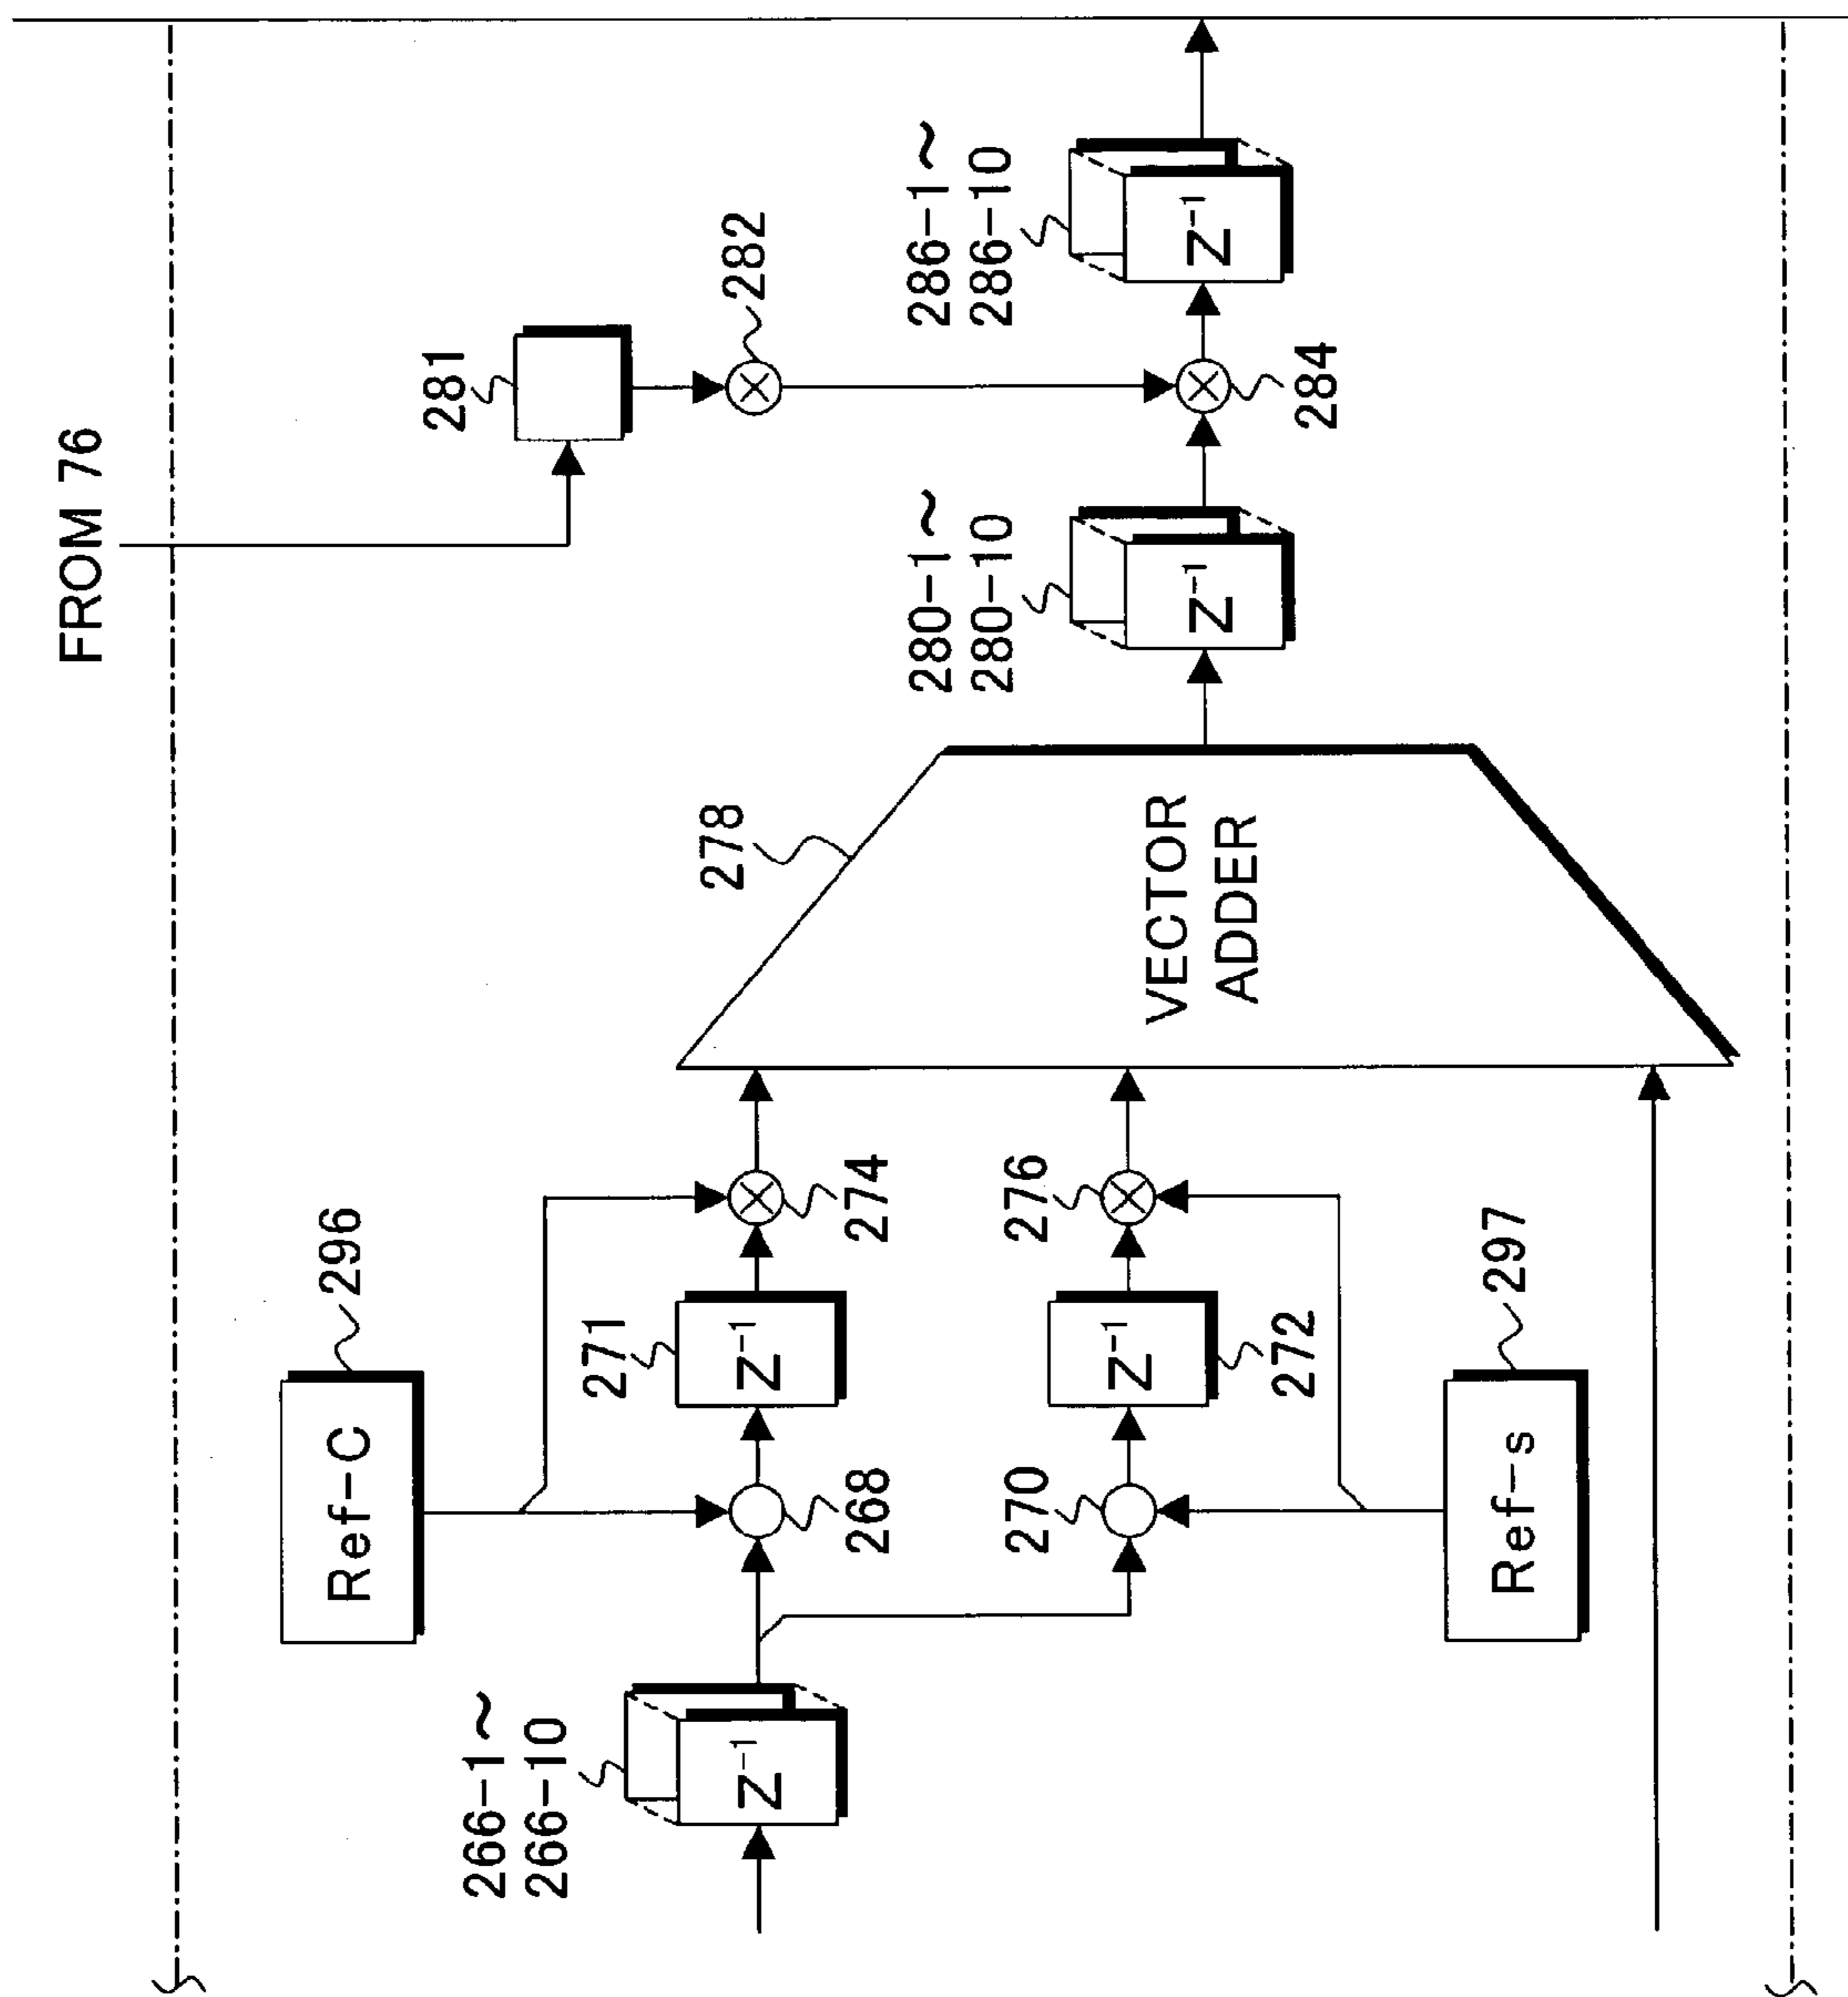 FROM 76
281
282
286-1~
286-10
Z⁻¹
284
280-1~
280-10
Z⁻¹
278
VECTOR
ADDER
296
Ref-C
274
276
271
Z⁻¹
Z⁻¹
272
297
Ref-s
268
270
266-1~
266-10
Z⁻¹